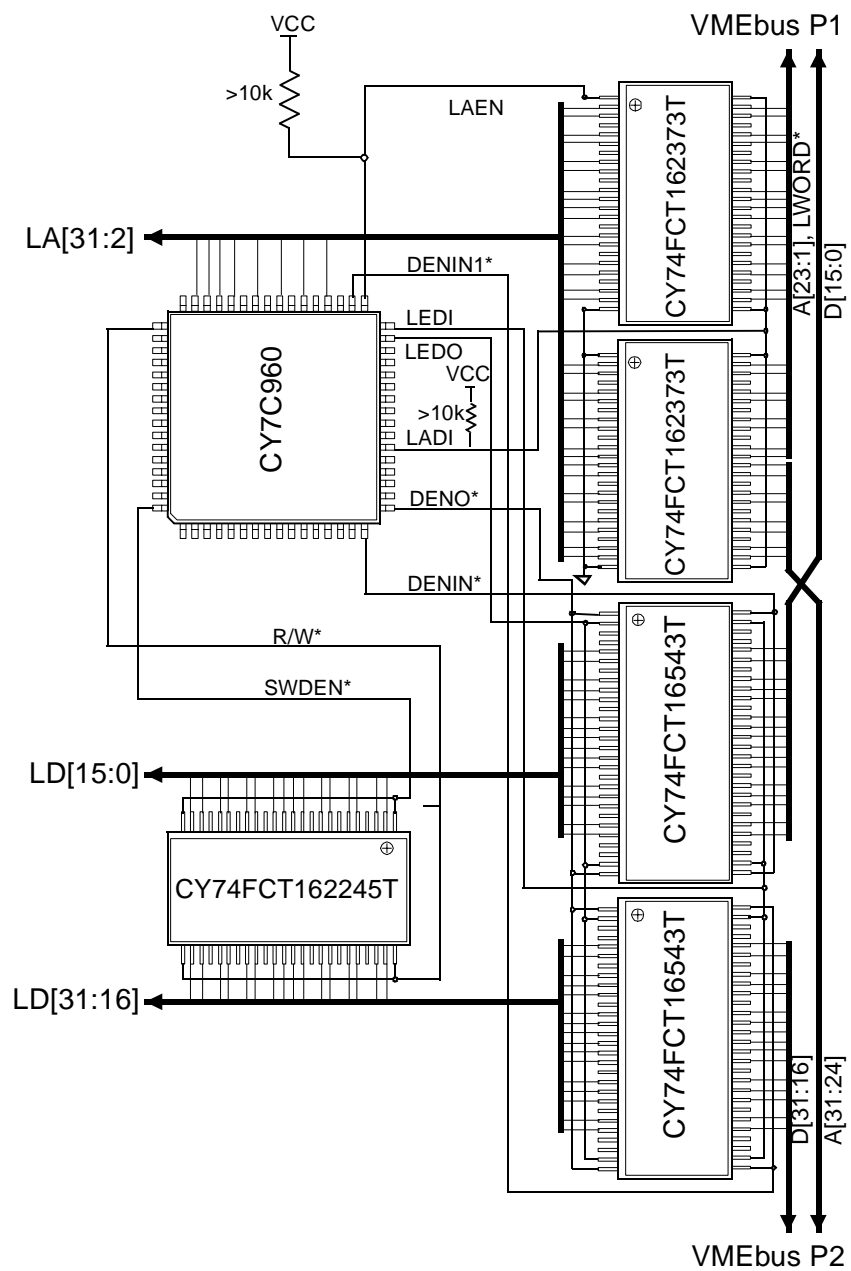 VMEbus P1
VCC
>10k
LAEN
CY74FCT162373T
A[23:1], LWORD*
D[15:0]
LA[31:2]
DENIN1*
LEDI
LEDO
VCC
>10k
LADI
CY7C960
CY74FCT162373T
DENO*
DENIN*
R/W*
SWDEN*
CY74FCT16543T
LD[15:0]
CY74FCT162245T
CY74FCT16543T
LD[31:16]
D[31:16]
A[31:24]
VMEbus P2